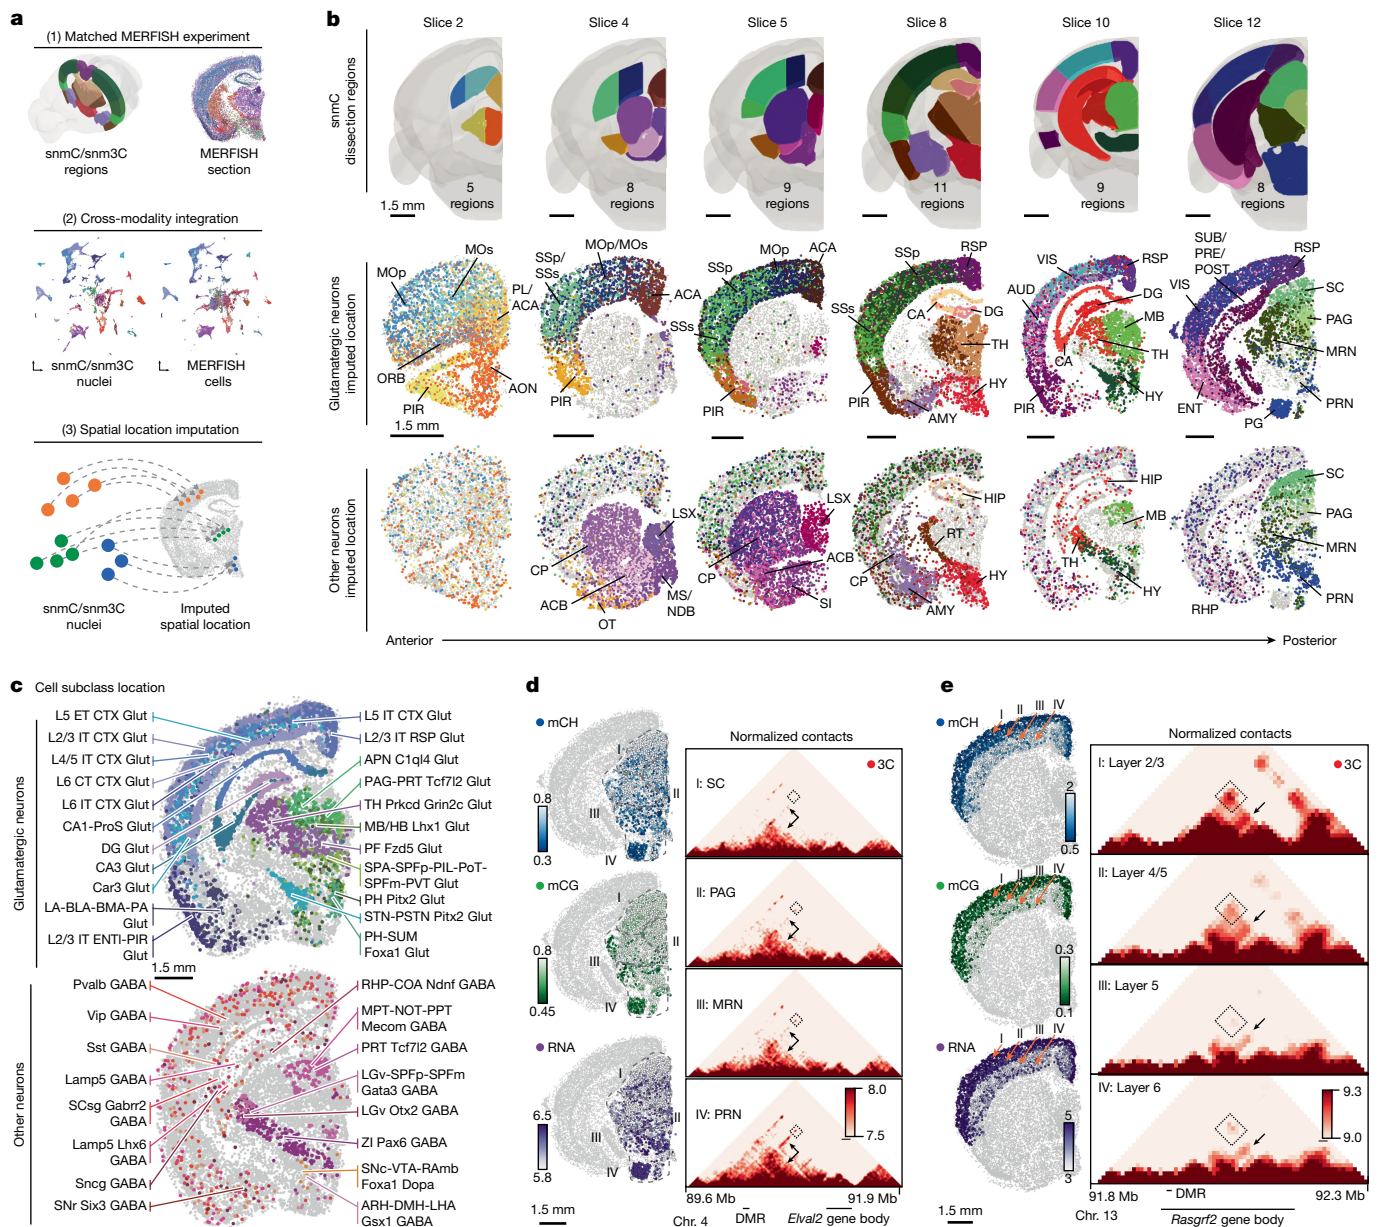 a
(1) Matched MERFISH experiment
snmC/snm3C
regions
MERFISH
section
(2) Cross-modality integration
snmC/snm3C
nuclei
MERFISH
cells
(3) Spatial location imputation
snmC/snm3C
nuclei
Imputed
spatial location
b
Slice 2
Slice 4
Slice 5
Slice 8
Slice 10
Slice 12
snmC
dissection regions
5
regions
8
regions
9
regions
11
regions
9
regions
8
regions
1.5 mm
Glutamatergic neurons
imputed location
MOs
MOp
PL/
ACA
ORB
PIR
AON
1.5 mm
SSp/
SSs
MOp/MOs
ACA
PIR
MOp
ACA
SSp
SSs
PIR
SSp
RSP
SSs
CA
DG
TH
HY
PIR
AMY
VIS
RSP
AUD
DG
MB
TH
CA
HY
PIR
SUB/
PRE/
POST
RSP
VIS
SC
PAG
MRN
ENT
PG
PRN
Other neurons
imputed location
LSX
CP
ACB
OT
MS/
NDB
LSX
CP
ACB
SI
HIP
RT
CP
HY
AMY
HIP
MB
TH
HY
SC
PAG
MRN
PRN
RHP
Anterior
Posterior
c
Cell subclass location
Glutamatergic neurons
L5 ET CTX Glut
L2/3 IT CTX Glut
L4/5 IT CTX Glut
L6 CT CTX Glut
L6 IT CTX Glut
CA1-ProS Glut
DG Glut
CA3 Glut
Car3 Glut
LA-BLA-BMA-PA
Glut
L2/3 IT ENTI-PIR
Glut
1.5 mm
L5 IT CTX Glut
L2/3 IT RSP Glut
APN C1ql4 Glut
PAG-PRT Tcf7l2 Glut
TH Prkcd Grin2c Glut
MB/HB Lhx1 Glut
PF Fzd5 Glut
SPA-SPFp-PIL-PoT-
SPFm-PVT Glut
PH Pitx2 Glut
STN-PSTN Pitx2 Glut
PH-SUM
Foxa1 Glut
Other neurons
Pvalb GABA
Vip GABA
Sst GABA
Lamp5 GABA
SCsg Gabrr2
GABA
Lamp5 Lhx6
GABA
Sncg GABA
SNr Six3 GABA
RHP-COA Ndnf GABA
MPT-NOT-PPT
Mecom GABA
PRT Tcf7l2 GABA
LGv-SPFp-SPFm
Gata3 GABA
LGv Otx2 GABA
ZI Pax6 GABA
SNc-VTA-RAmb
Foxa1 Dopa
ARH-DMH-LHA
Gsx1 GABA
d
mCH
I
II
III
IV
0.8
0.3
mCG
I
II
III
IV
0.8
0.45
RNA
I
II
III
IV
6.5
5.8
1.5 mm
Normalized contacts
3C
I: SC
II: PAG
III: MRN
IV: PRN
8.0
7.5
89.6 Mb
91.9 Mb
Chr. 4
DMR
Elval2 gene body
e
mCH
I II III IV
2
0.5
mCG
I II III IV
0.3
0.1
RNA
I II III IV
5
3
1.5 mm
Normalized contacts
3C
I: Layer 2/3
II: Layer 4/5
III: Layer 5
IV: Layer 6
9.3
9.0
91.8 Mb
92.3 Mb
DMR
Chr. 13
Rasgrf2 gene body